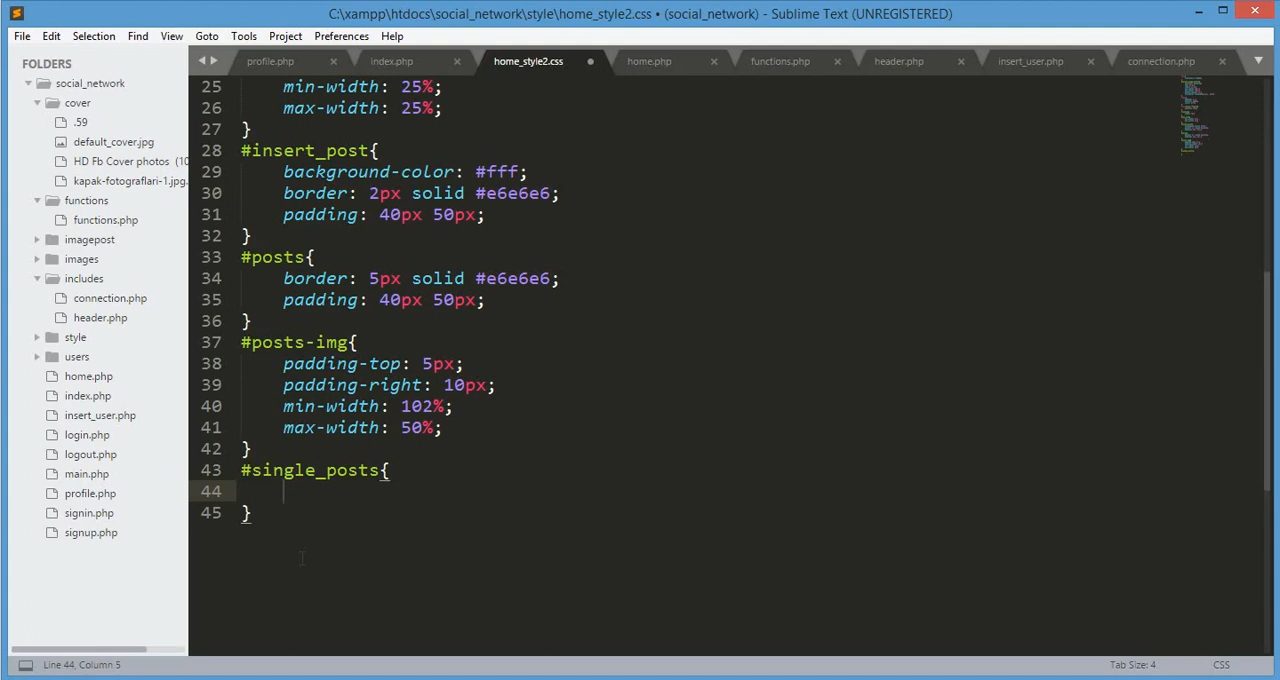 C:\xampp\htdocs\social_network\style\home_style2.css • (social_network) - Sublime Text (UNREGISTERED)
File Edit Selection Find View Goto Tools Project Preferences Help
FOLDERS
social_network
cover
.59
default_cover.jpg
HD Fb Cover photos (10
kapak-fotograflari-1.jpg.
functions
functions.php
imagepost
images
includes
connection.php
header.php
style
users
home.php
index.php
insert_user.php
login.php
logout.php
main.php
profile.php
signin.php
signup.php
profile.php index.php home_style2.css home.php functions.php header.php insert_user.php connection.php
25 min-width: 25%;
26 max-width: 25%;
27 }
28 #insert_post{
29 background-color: #fff;
30 border: 2px solid #e6e6e6;
31 padding: 40px 50px;
32 }
33 #posts{
34 border: 5px solid #e6e6e6;
35 padding: 40px 50px;
36 }
37 #posts-img{
38 padding-top: 5px;
39 padding-right: 10px;
40 min-width: 102%;
41 max-width: 50%;
42 }
43 #single_posts{
44
45 }
Line 44, Column 5 Tab Size: 4 CSS